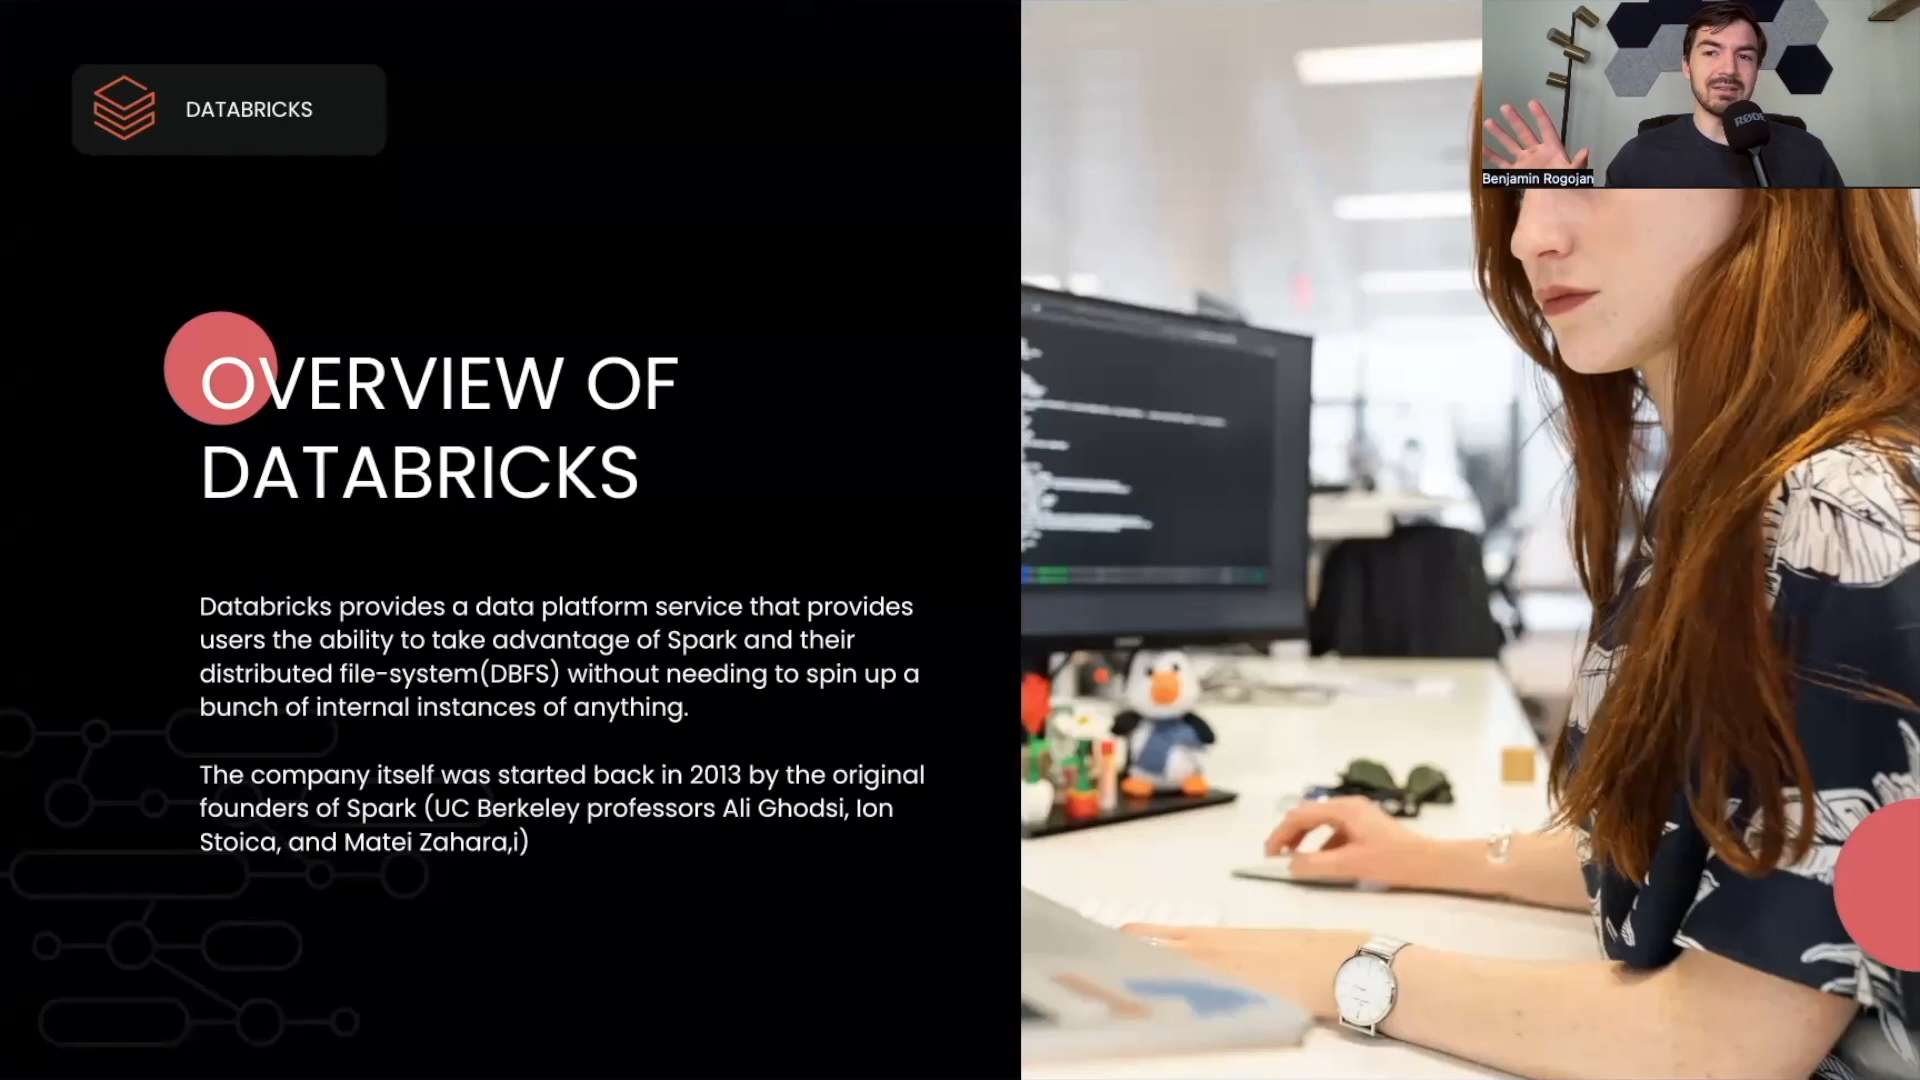 DATABRICKS
RØDE
Benjamin Rogojan
OVERVIEW OF
DATABRICKS
Databricks provides a data platform service that provides
users the ability to take advantage of Spark and their
distributed file-system(DBFS) without needing to spin up a
bunch of internal instances of anything.
The company itself was started back in 2013 by the original
founders of Spark (UC Berkeley professors Ali Ghodsi, Ion
Stoica, and Matei Zahara,i)